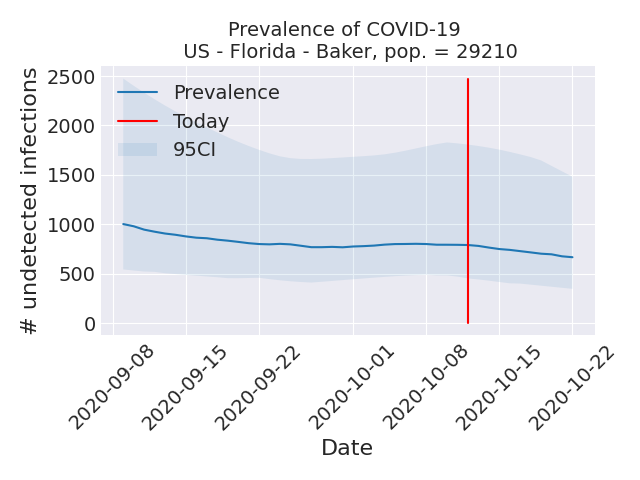 Prevalence of COVID-19
US - Florida - Baker, pop. = 29210
# undetected infections
2500
2000
1500
1000
500
0
Prevalence
Today
95CI
2020-09-08
2020-09-15
2020-09-22
2020-10-01
2020-10-08
2020-10-15
2020-10-22
Date